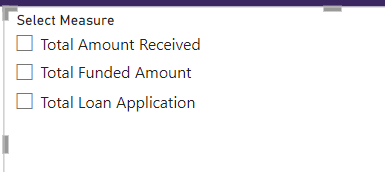 Select Measure
Total Amount Received
Total Funded Amount
Total Loan Application